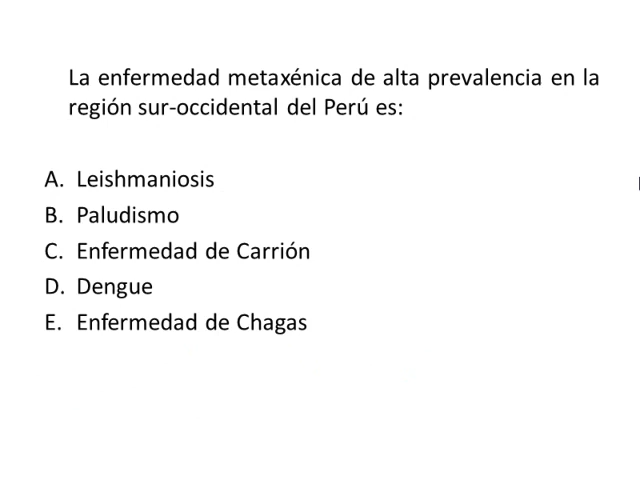 La enfermedad metaxénica de alta prevalencia en la
región sur-occidental del Perú es:
A. Leishmaniosis
B. Paludismo
C. Enfermedad de Carrión
D. Dengue
E. Enfermedad de Chagas